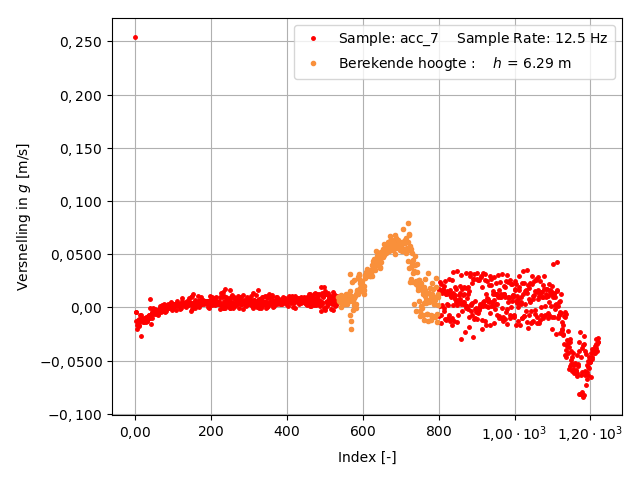 Sample: acc_7    Sample Rate: 12.5 Hz
Berekende hoogte :    h = 6.29 m
Versnelling in g [m/s]
0,250
0,200
0,150
0,100
0,0500
0,00
−0,0500
−0,100
0,00 200 400 600 800 1,00 · 10³ 1,20 · 10³
Index [-]